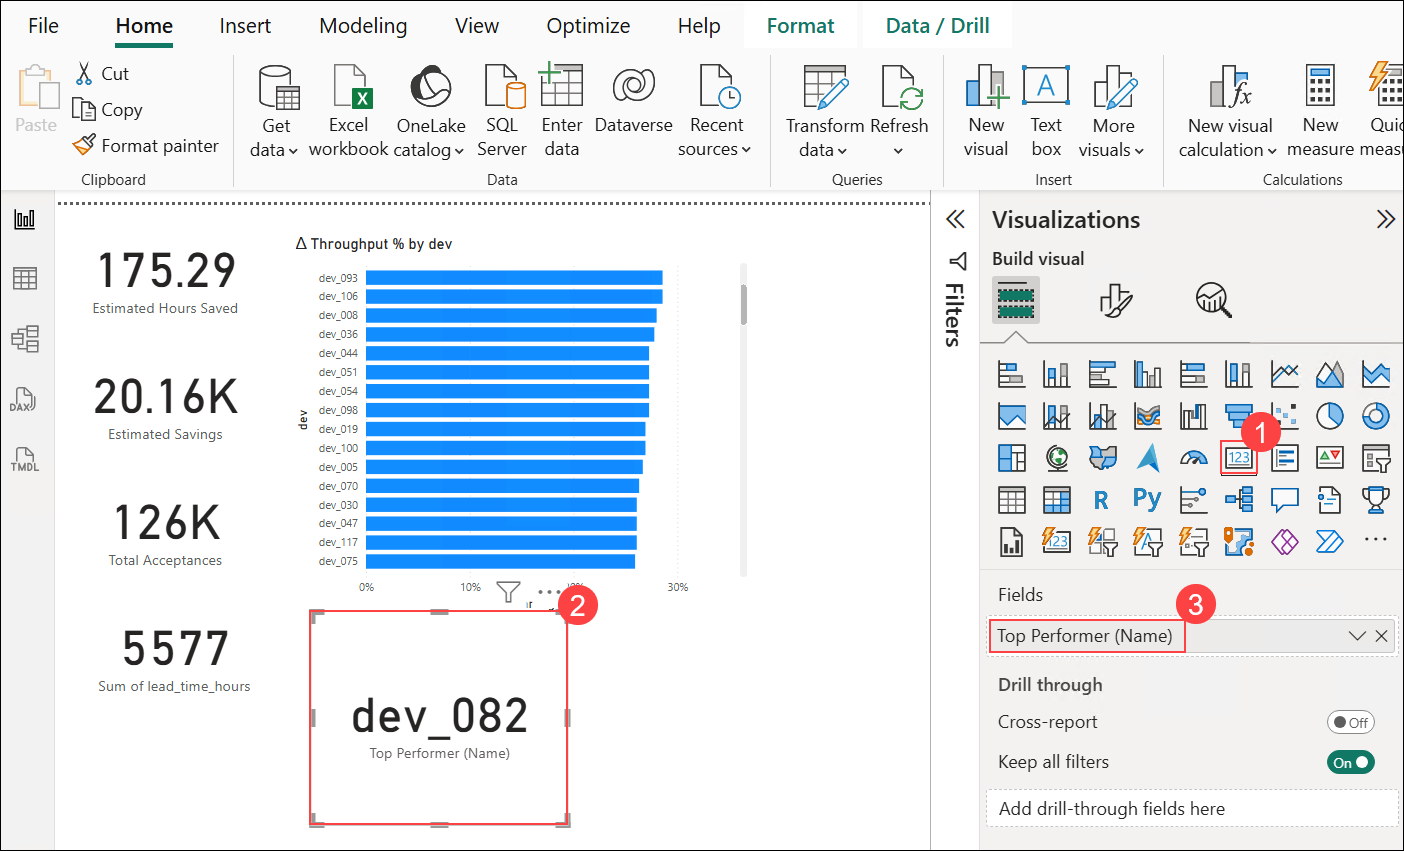 File Home Insert Modeling View Optimize Help Format Data / Drill
Paste
Cut
Copy
Format painter
Clipboard
Get data
Excel workbook
OneLake catalog
SQL Server
Enter data
Dataverse
Recent sources
Data
Transform data
Refresh
Queries
New visual
Text box
A
More visuals
Insert
New visual calculation
New measure
Calculations
DAX
TMDL
175.29
Estimated Hours Saved
20.16K
Estimated Savings
126K
Total Acceptances
5577
Sum of lead_time_hours
Δ Throughput % by dev
dev
dev_093
dev_106
dev_008
dev_036
dev_044
dev_051
dev_054
dev_098
dev_019
dev_100
dev_005
dev_070
dev_030
dev_047
dev_117
dev_075
0% 10% 30%
2
dev_082
Top Performer (Name)
Filters
Visualizations
Build visual
1
123
R Py
123
Fields
3
Top Performer (Name)
Drill through
Cross-report
Off
Keep all filters
On
Add drill-through fields here